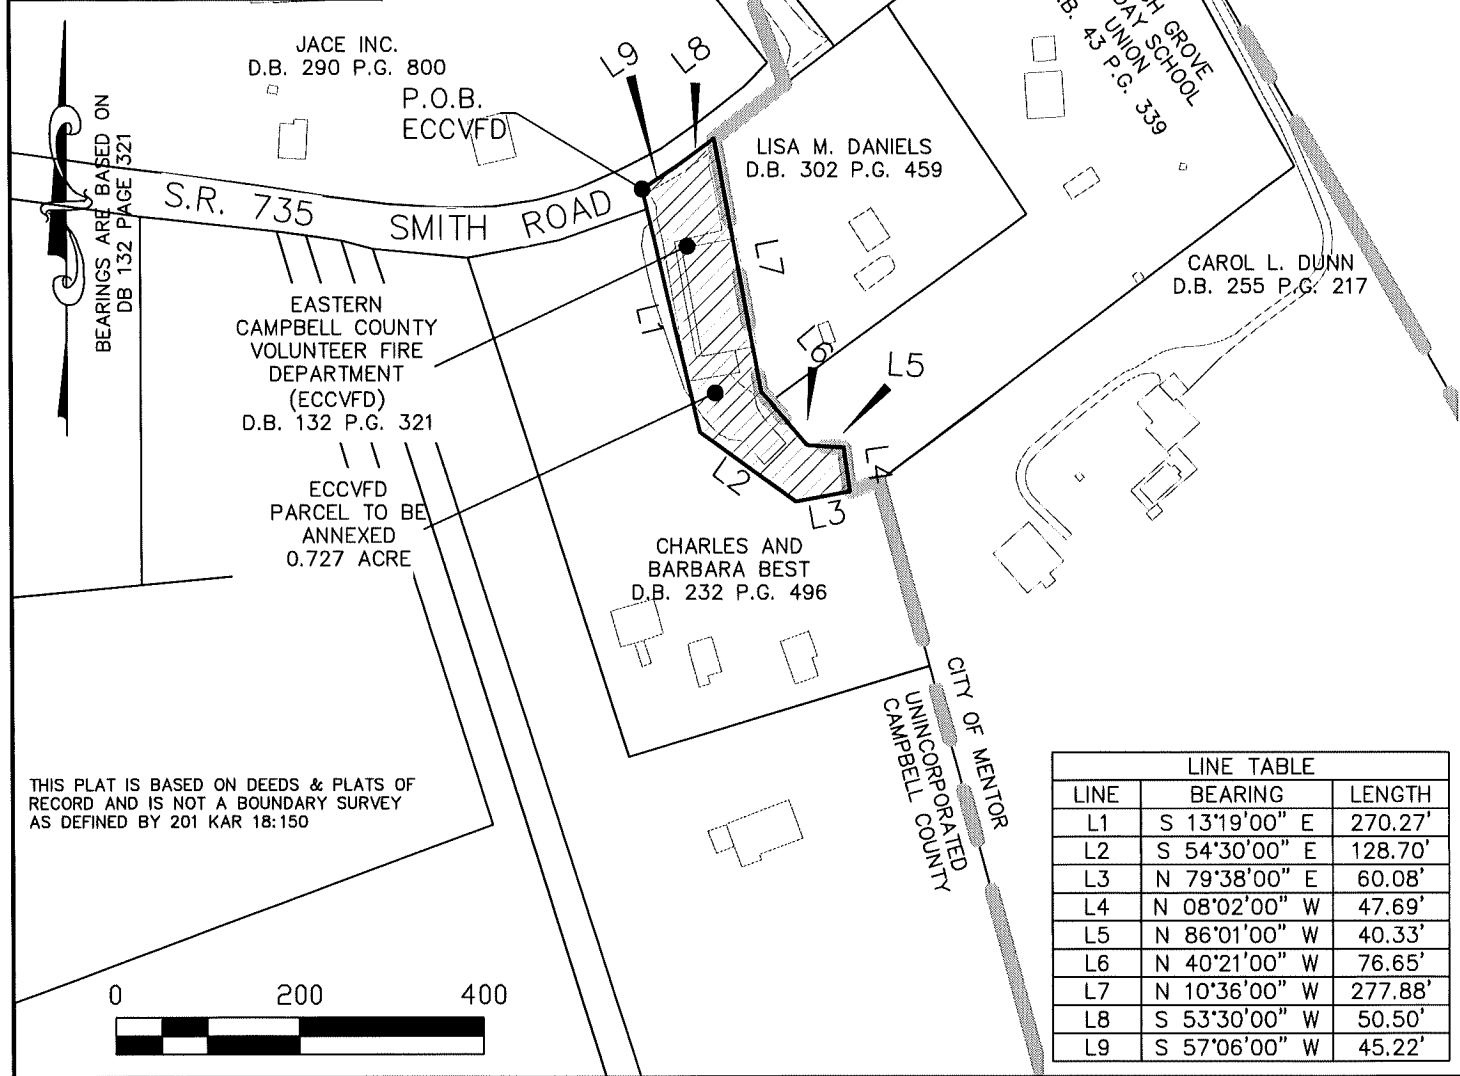 JACE INC.
D.B. 290 P.G. 800
P.O.B.
ECCVFD
L9
L8
GROVE
DAY SCHOOL
UNION
43 P.G. 339
LISA M. DANIELS
D.B. 302 P.G. 459
BEARINGS ARE BASED ON
DB 132 PAGE 321
S.R. 735 SMITH ROAD
L7
CAROL L. DUNN
D.B. 255 P.G. 217
EASTERN
CAMPBELL COUNTY
VOLUNTEER FIRE
DEPARTMENT
(ECCVFD)
D.B. 132 P.G. 321
L1
L6
L5
L4
L2
L3
ECCVFD
PARCEL TO BE
ANNEXED
0.727 ACRE
CHARLES AND
BARBARA BEST
D.B. 232 P.G. 496
CITY OF MENTOR
UNINCORPORATED
CAMPBELL COUNTY
THIS PLAT IS BASED ON DEEDS & PLATS OF
RECORD AND IS NOT A BOUNDARY SURVEY
AS DEFINED BY 201 KAR 18:150
0 200 400
LINE TABLE
LINE BEARING LENGTH
L1 S 13°19'00" E 270.27'
L2 S 54°30'00" E 128.70'
L3 N 79°38'00" E 60.08'
L4 N 08°02'00" W 47.69'
L5 N 86°01'00" W 40.33'
L6 N 40°21'00" W 76.65'
L7 N 10°36'00" W 277.88'
L8 S 53°30'00" W 50.50'
L9 S 57°06'00" W 45.22'